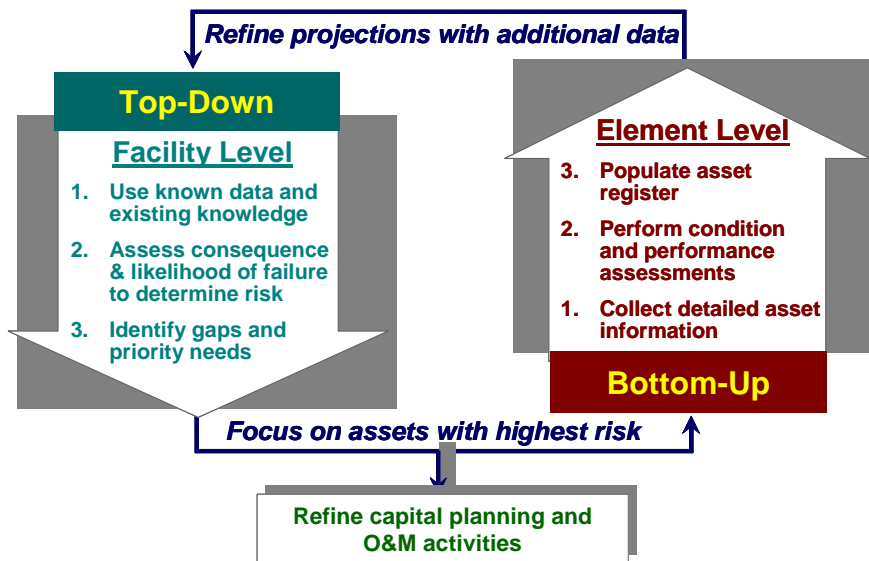 Refine projections with additional data
Top-Down
Facility Level
1. Use known data and
existing knowledge
2. Assess consequence
& likelihood of failure
to determine risk
3. Identify gaps and
priority needs
Element Level
3. Populate asset
register
2. Perform condition
and performance
assessments
1. Collect detailed asset
information
Bottom-Up
Focus on assets with highest risk
Refine capital planning and
O&M activities